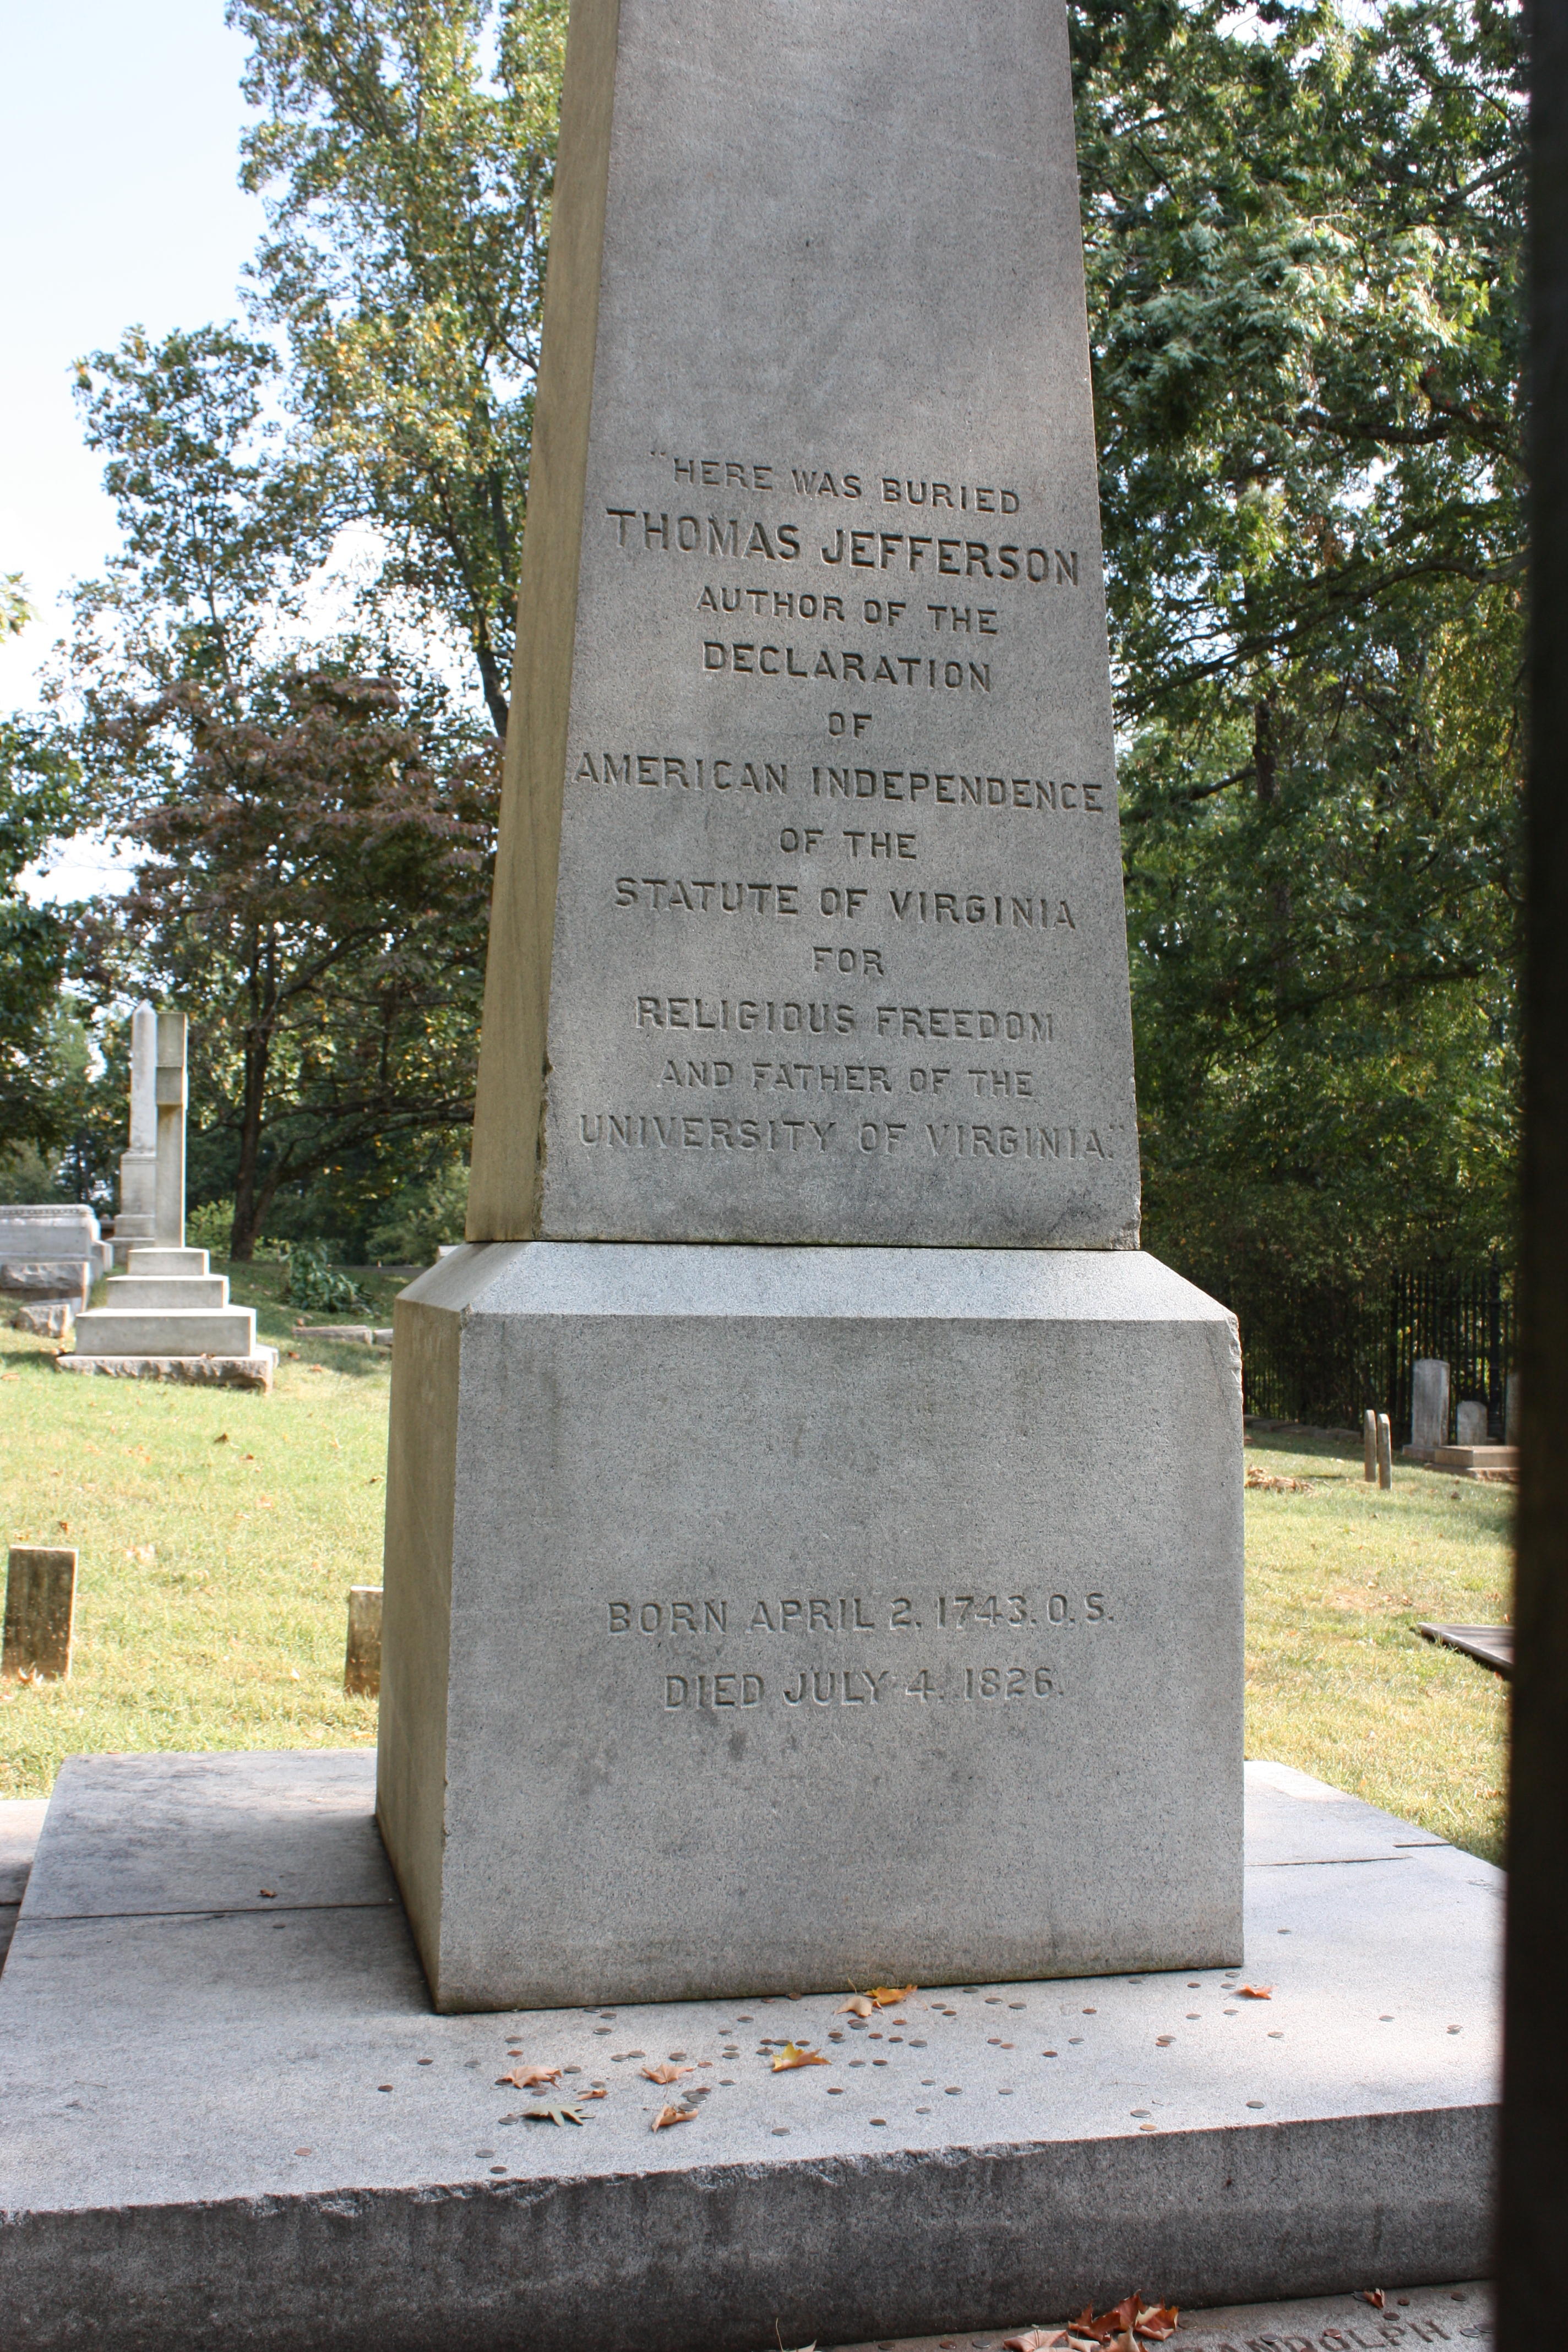 "HERE WAS BURIED
THOMAS JEFFERSON
AUTHOR OF THE
DECLARATION
OF
AMERICAN INDEPENDENCE
OF THE
STATUTE OF VIRGINIA
FOR
RELIGIOUS FREEDOM
AND FATHER OF THE
UNIVERSITY OF VIRGINIA."
BORN APRIL 2, 1743. O. S.
DIED JULY 4. 1826.
RANDOLPH